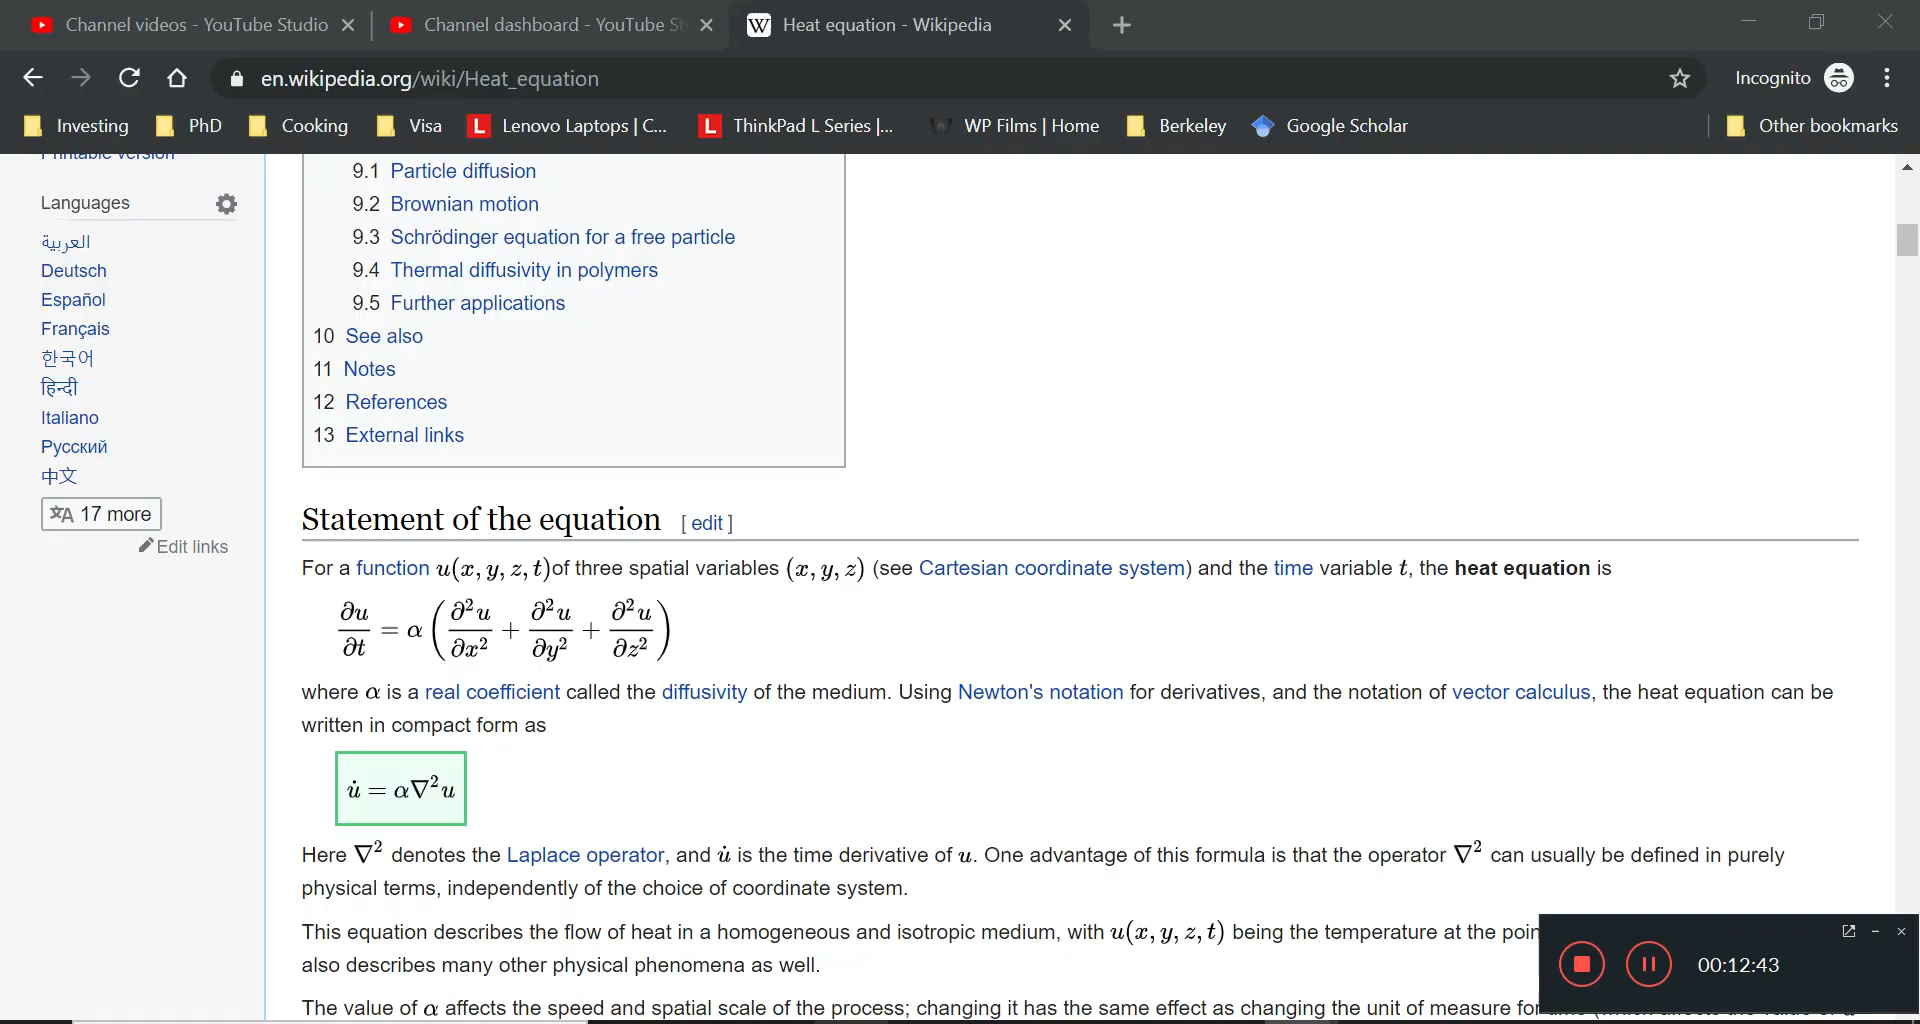 Channel videos - YouTube Studio
Channel dashboard - YouTube St
Heat equation - Wikipedia
en.wikipedia.org/wiki/Heat_equation
Incognito
Investing
PhD
Cooking
Visa
L Lenovo Laptops | C...
L ThinkPad L Series |...
WP Films | Home
Berkeley
Google Scholar
Other bookmarks
Printable version
Languages
العربية
Deutsch
Español
Français
한국어
हिन्दी
Italiano
Русский
中文
17 more
Edit links
9.1 Particle diffusion
9.2 Brownian motion
9.3 Schrödinger equation for a free particle
9.4 Thermal diffusivity in polymers
9.5 Further applications
10 See also
11 Notes
12 References
13 External links
Statement of the equation [ edit ]
For a function u(x, y, z, t)of three spatial variables (x, y, z) (see Cartesian coordinate system) and the time variable t, the heat equation is
∂u/∂t = α (∂²u/∂x² + ∂²u/∂y² + ∂²u/∂z²)
where α is a real coefficient called the diffusivity of the medium. Using Newton's notation for derivatives, and the notation of vector calculus, the heat equation can be
written in compact form as
u̇ = α∇²u
Here ∇² denotes the Laplace operator, and u̇ is the time derivative of u. One advantage of this formula is that the operator ∇² can usually be defined in purely
physical terms, independently of the choice of coordinate system.
This equation describes the flow of heat in a homogeneous and isotropic medium, with u(x, y, z, t) being the temperature at the poin
also describes many other physical phenomena as well.
The value of α affects the speed and spatial scale of the process; changing it has the same effect as changing the unit of measure for
00:12:43